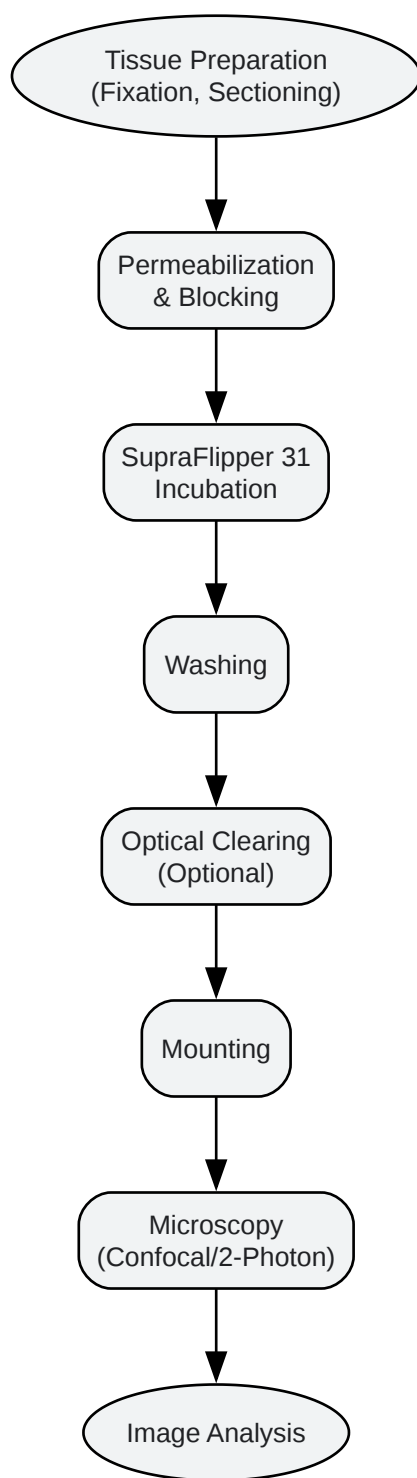 Tissue Preparation
(Fixation, Sectioning)
Permeabilization
& Blocking
SupraFlipper 31
Incubation
Washing
Optical Clearing
(Optional)
Mounting
Microscopy
(Confocal/2-Photon)
Image Analysis